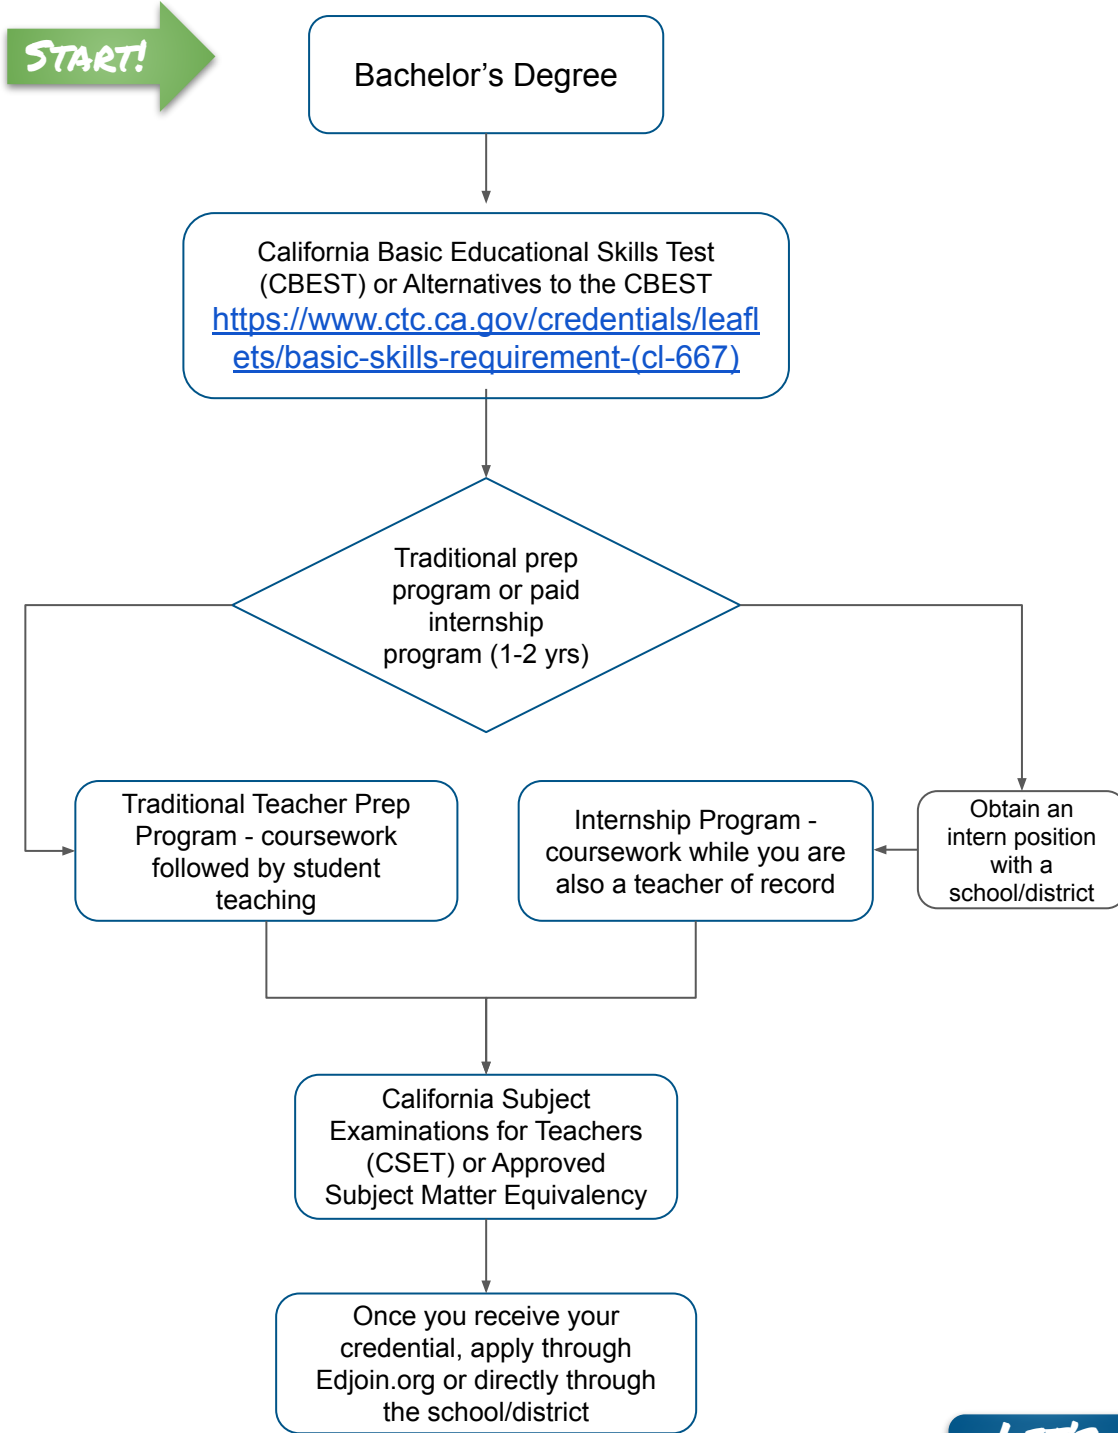 START!
Bachelor’s Degree
California Basic Educational Skills Test
(CBEST) or Alternatives to the CBEST
https://www.ctc.ca.gov/credentials/leafl
ets/basic-skills-requirement-(cl-667)
Traditional prep
program or paid
internship
program (1-2 yrs)
Traditional Teacher Prep
Program - coursework
followed by student
teaching
Internship Program -
coursework while you are
also a teacher of record
Obtain an
intern position
with a
school/district
California Subject
Examinations for Teachers
(CSET) or Approved
Subject Matter Equivalency
Once you receive your
credential, apply through
Edjoin.org or directly through
the school/district